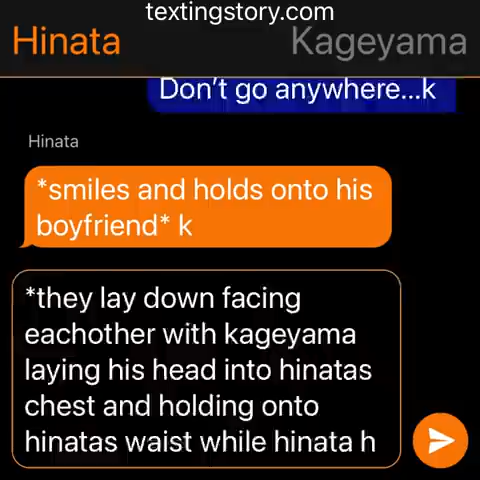 textingstory.com
Hinata Kageyama
Don't go anywhere...k
Hinata
*smiles and holds onto his
boyfriend* k
*they lay down facing
eachother with kageyama
laying his head into hinatas
chest and holding onto
hinatas waist while hinata h